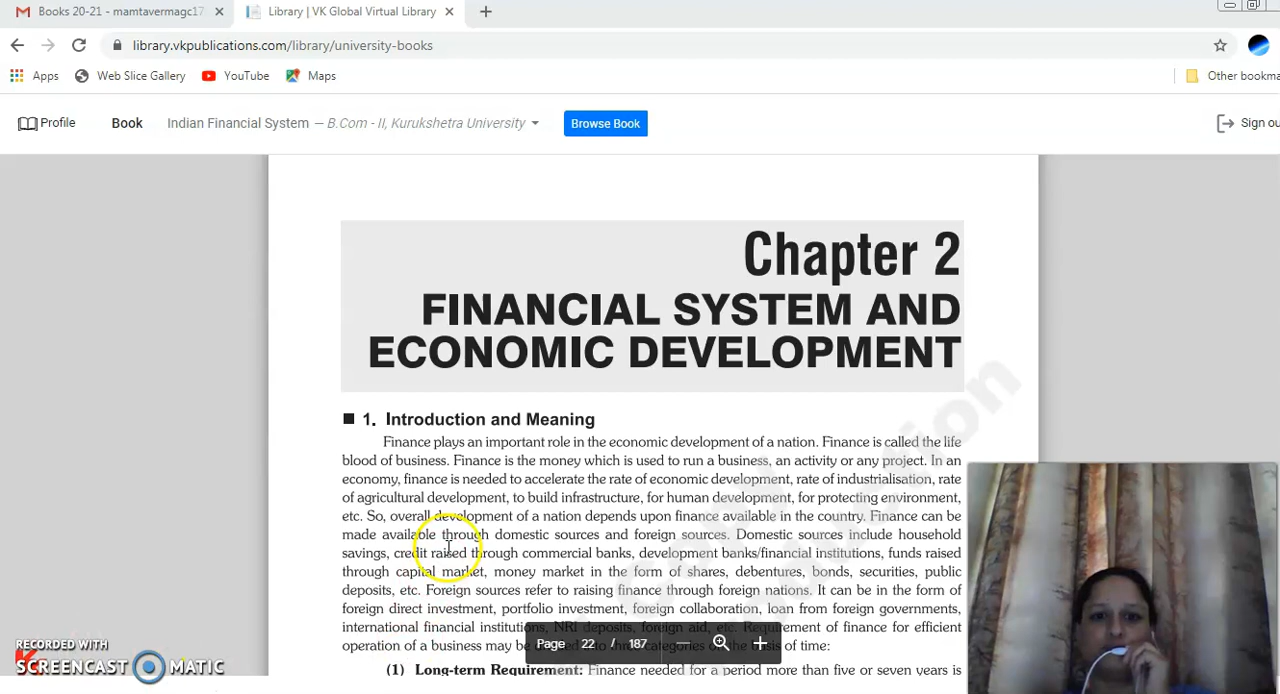 Books 20-21 - mamtavermagc17
Library | VK Global Virtual Library
library.vkpublications.com/library/university-books
Apps Web Slice Gallery YouTube Maps Other bookma
Profile Book Indian Financial System — B.Com - II, Kurukshetra University Browse Book Sign ou
Chapter 2
FINANCIAL SYSTEM AND
ECONOMIC DEVELOPMENT
1. Introduction and Meaning
Finance plays an important role in the economic development of a nation. Finance is called the life
blood of business. Finance is the money which is used to run a business, an activity or any project. In an
economy, finance is needed to accelerate the rate of economic development, rate of industrialisation, rate
of agricultural development, to build infrastructure, for human development, for protecting environment,
etc. So, overall development of a nation depends upon finance available in the country. Finance can be
made available through domestic sources and foreign sources. Domestic sources include household
savings, credit raised through commercial banks, development banks/financial institutions, funds raised
through capital market, money market in the form of shares, debentures, bonds, securities, public
deposits, etc. Foreign sources refer to raising finance through foreign nations. It can be in the form of
foreign direct investment, portfolio investment, foreign collaboration, loan from foreign governments,
international financial institutions, NRI deposits, foreign aid, etc. Requirement of finance for efficient
operation of a business may be three categories on the basis of time:
Page 22 / 187
(1) Long-term Requirement: Finance needed for a period more than five or seven years is
RECORDED WITH
SCREENCAST MATIC